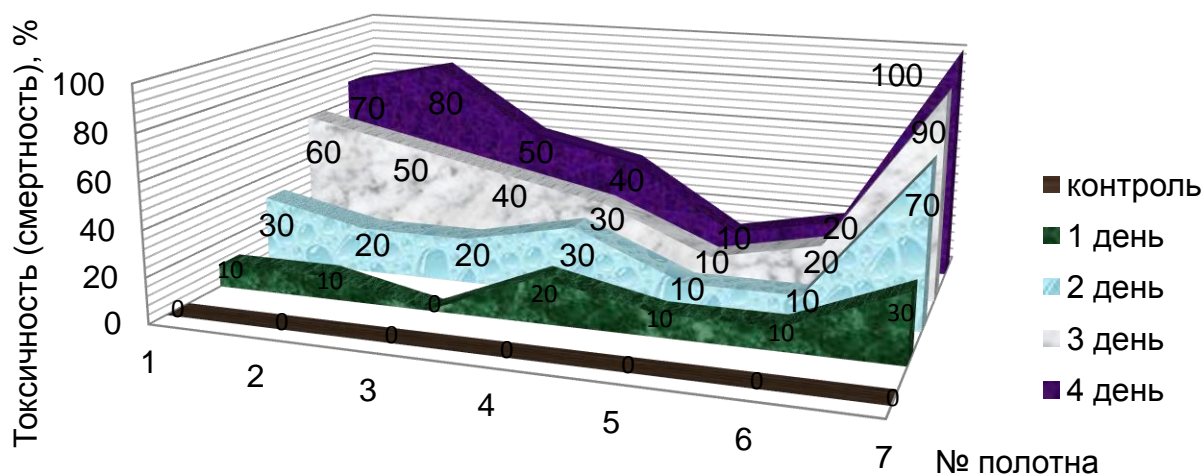 Токсичность (смертность), %
100
80
60
40
20
0
70 80 50 40 10 20 100
60 50 40 30 10 20 90
30 20 20 30 10 10 70
10 10 0 20 10 10 30
0 0 0 0 0 0 0
1 2 3 4 5 6 7
№ полотна
контроль
1 день
2 день
3 день
4 день